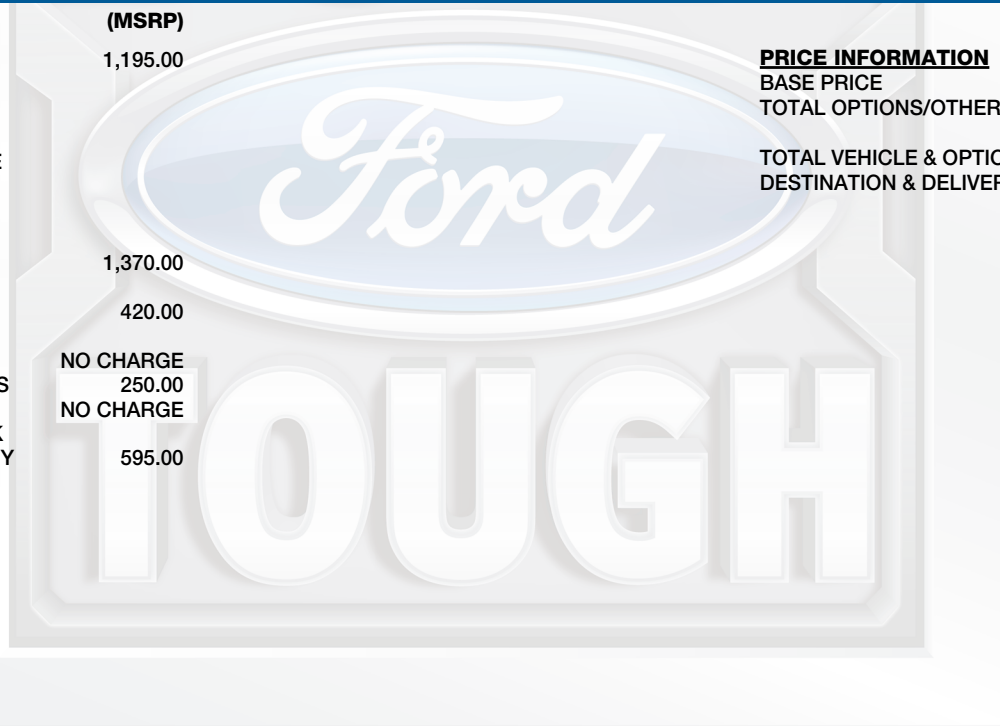 (MSRP)
1,195.00
E
1,370.00
420.00
NO CHARGE
S 250.00
NO CHARGE
K
Y 595.00
PRICE INFORMATION
BASE PRICE
TOTAL OPTIONS/OTHER
TOTAL VEHICLE & OPTIO
DESTINATION & DELIVER
Ford
TOUGH